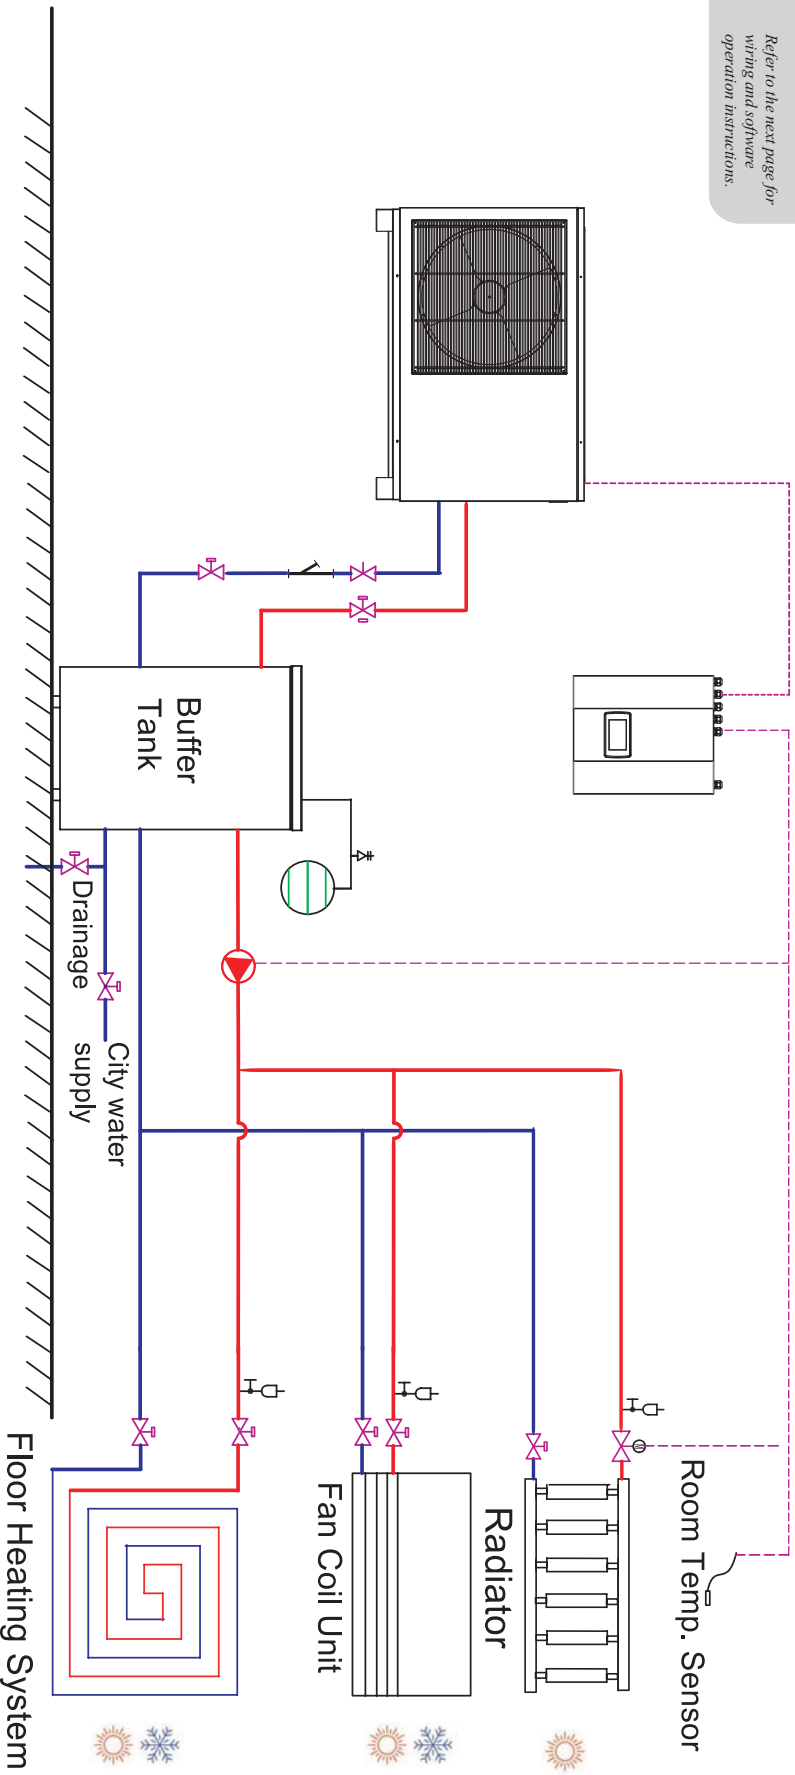 Refer to the next page for
wiring and software
operation instructions.
Buffer
Tank
Drainage
City water
supply
Room Temp. Sensor
Radiator
Fan Coil Unit
Floor Heating System